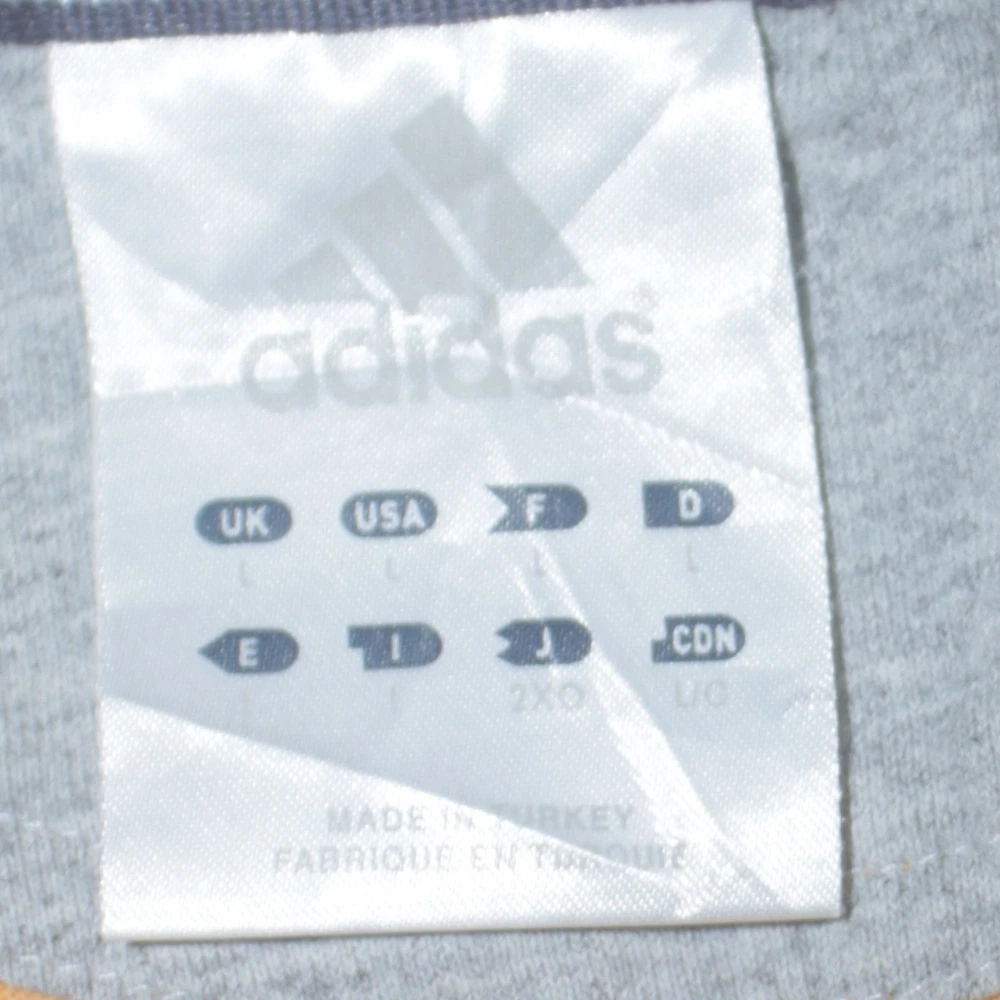 adidas®
UK USA F D
L L L L
E I J CDN
2XO L/G
MADE IN TURKEY
FABRIQUE EN TURQUIE